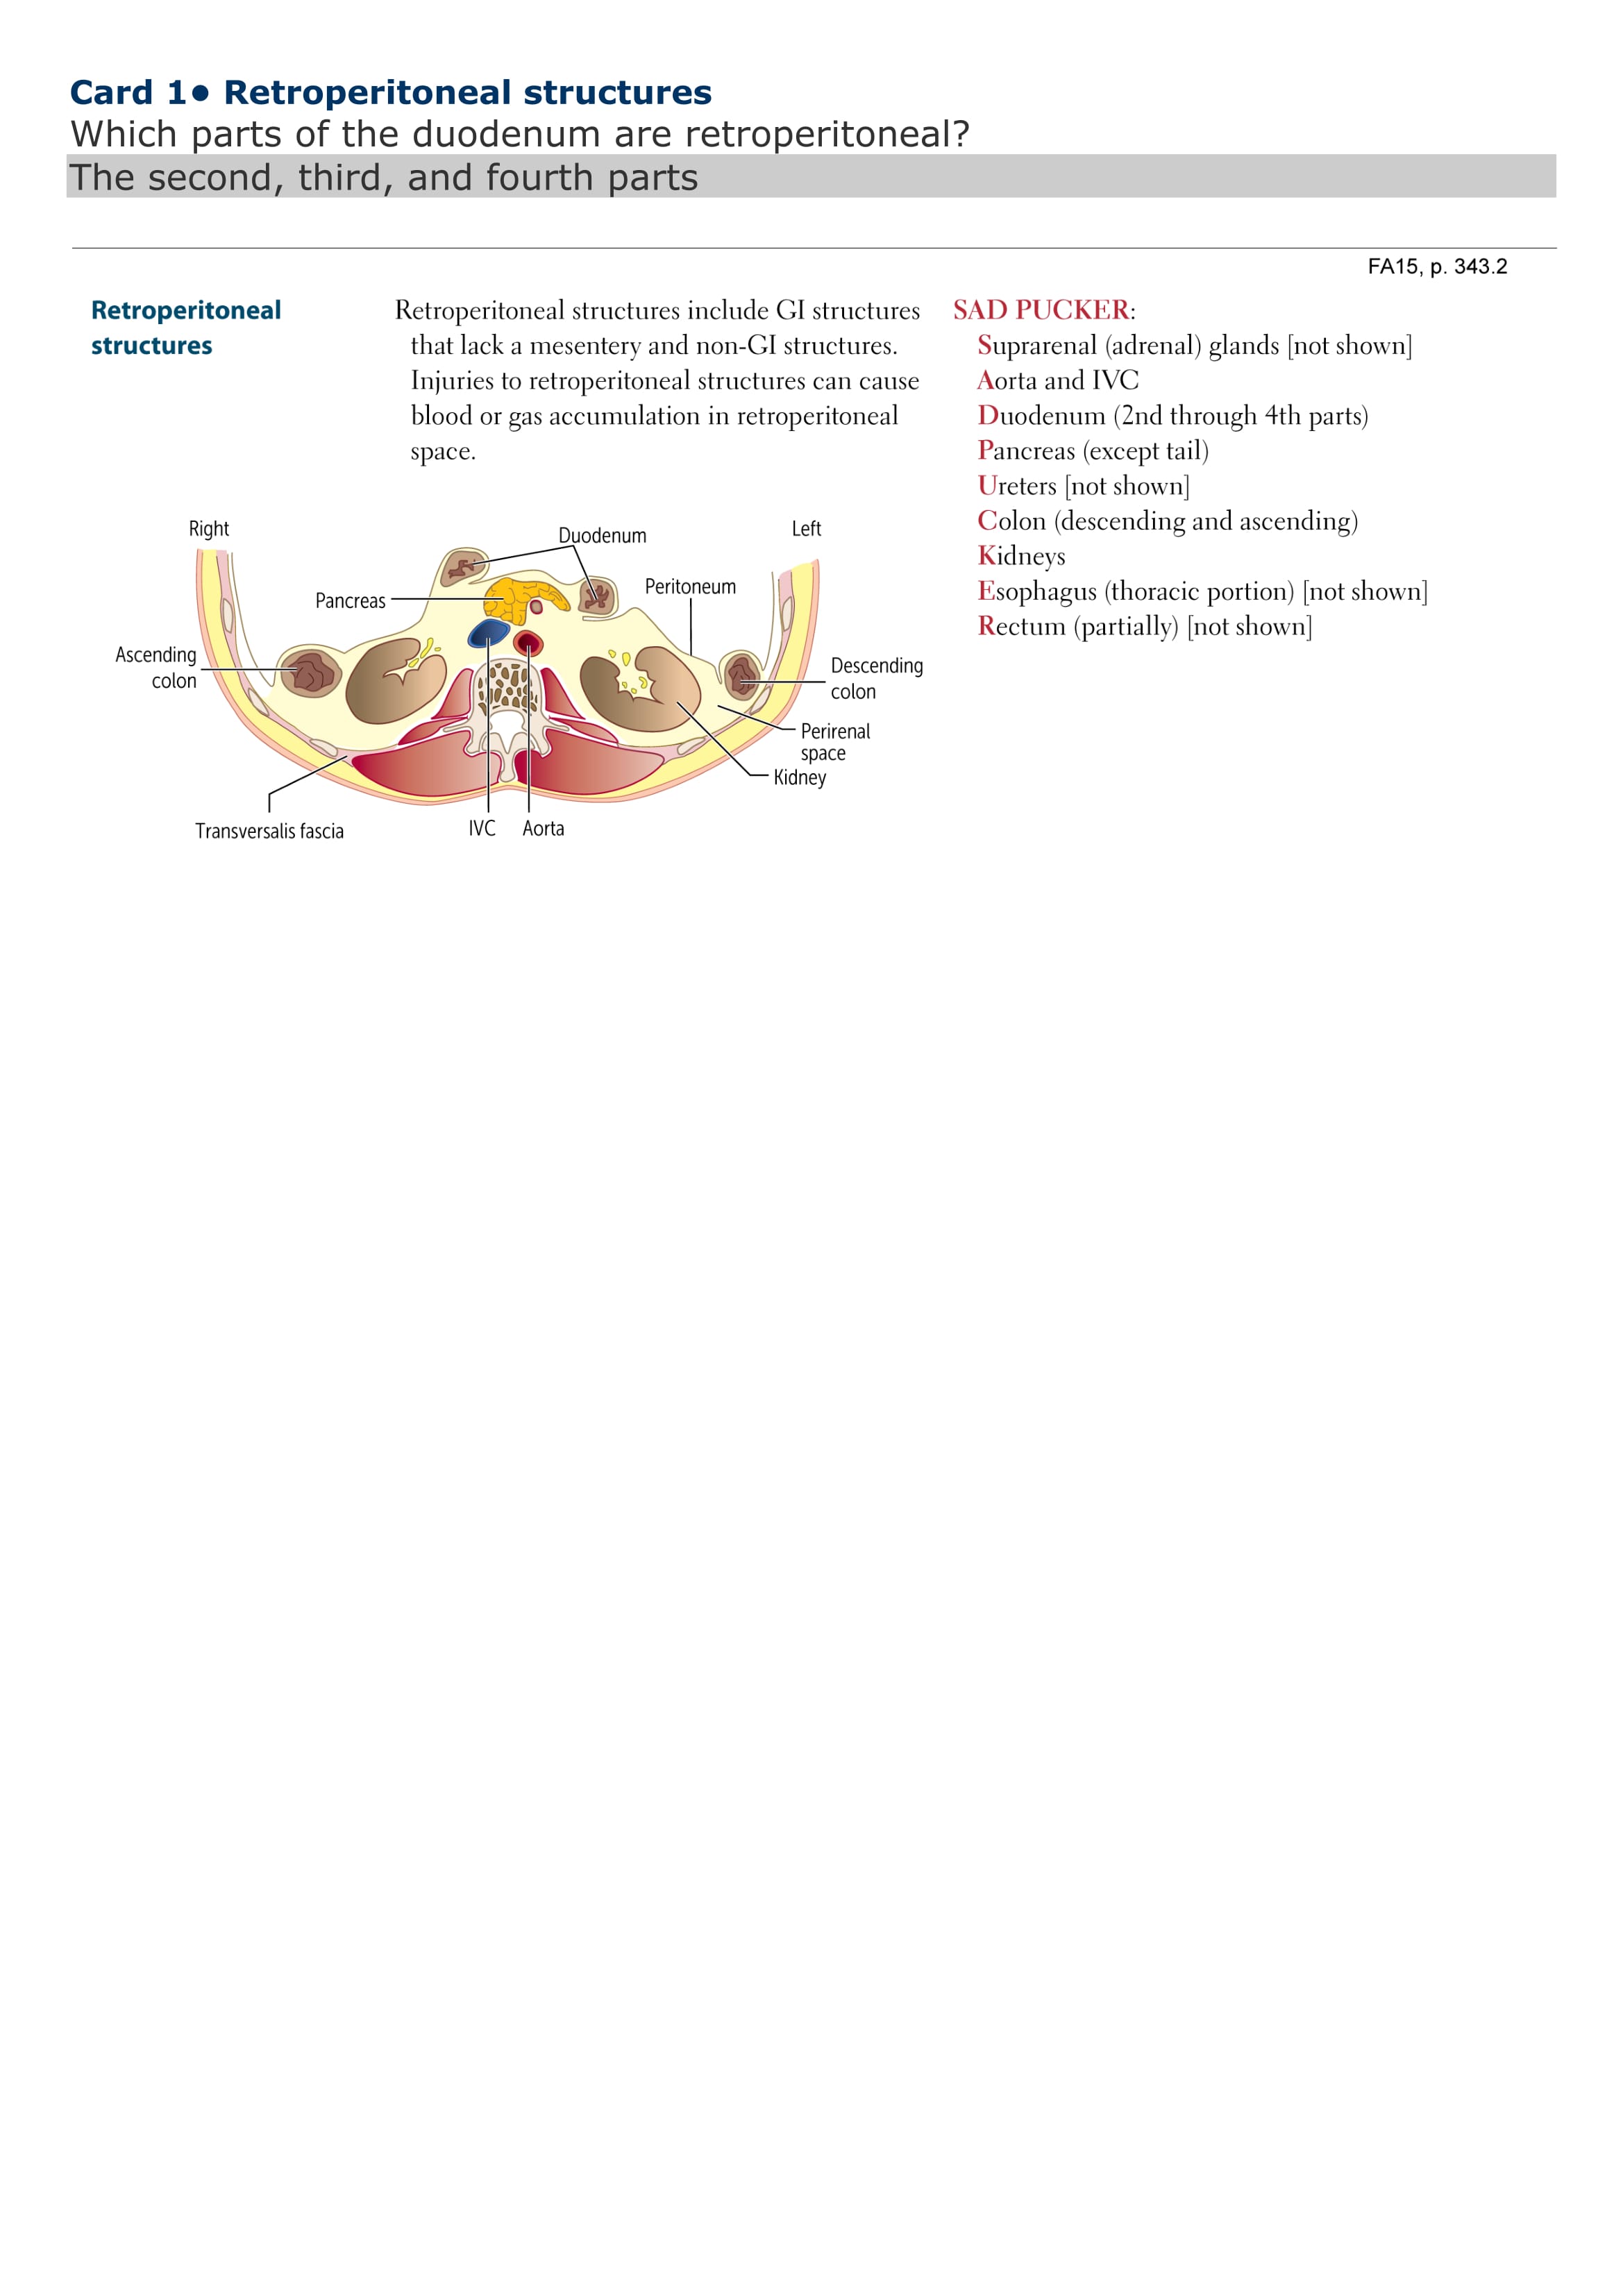 Card 1• Retroperitoneal structures
Which parts of the duodenum are retroperitoneal?
The second, third, and fourth parts
FA15, p. 343.2
Retroperitoneal
structures
Retroperitoneal structures include GI structures
that lack a mesentery and non-GI structures.
Injuries to retroperitoneal structures can cause
blood or gas accumulation in retroperitoneal
space.
SAD PUCKER:
Suprarenal (adrenal) glands [not shown]
Aorta and IVC
Duodenum (2nd through 4th parts)
Pancreas (except tail)
Ureters [not shown]
Colon (descending and ascending)
Kidneys
Esophagus (thoracic portion) [not shown]
Rectum (partially) [not shown]
Right
Duodenum
Left
Peritoneum
Pancreas
Ascending
colon
Descending
colon
Perirenal
space
Kidney
Transversalis fascia
IVC
Aorta